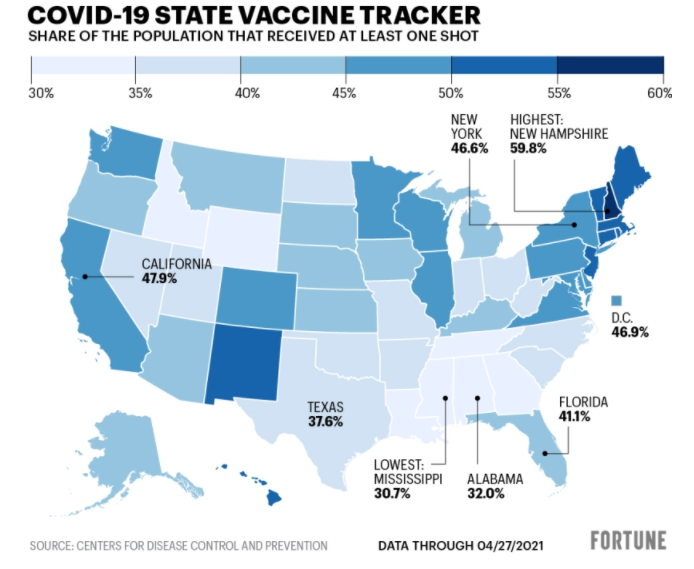 COVID-19 STATE VACCINE TRACKER
SHARE OF THE POPULATION THAT RECEIVED AT LEAST ONE SHOT
30% 35% 40% 45% 50% 55% 60%
NEW
YORK
46.6%
HIGHEST:
NEW HAMPSHIRE
59.8%
CALIFORNIA
47.9%
D.C.
46.9%
TEXAS
37.6%
FLORIDA
41.1%
LOWEST:
MISSISSIPPI
30.7%
ALABAMA
32.0%
SOURCE: CENTERS FOR DISEASE CONTROL AND PREVENTION
DATA THROUGH 04/27/2021
FORTUNE